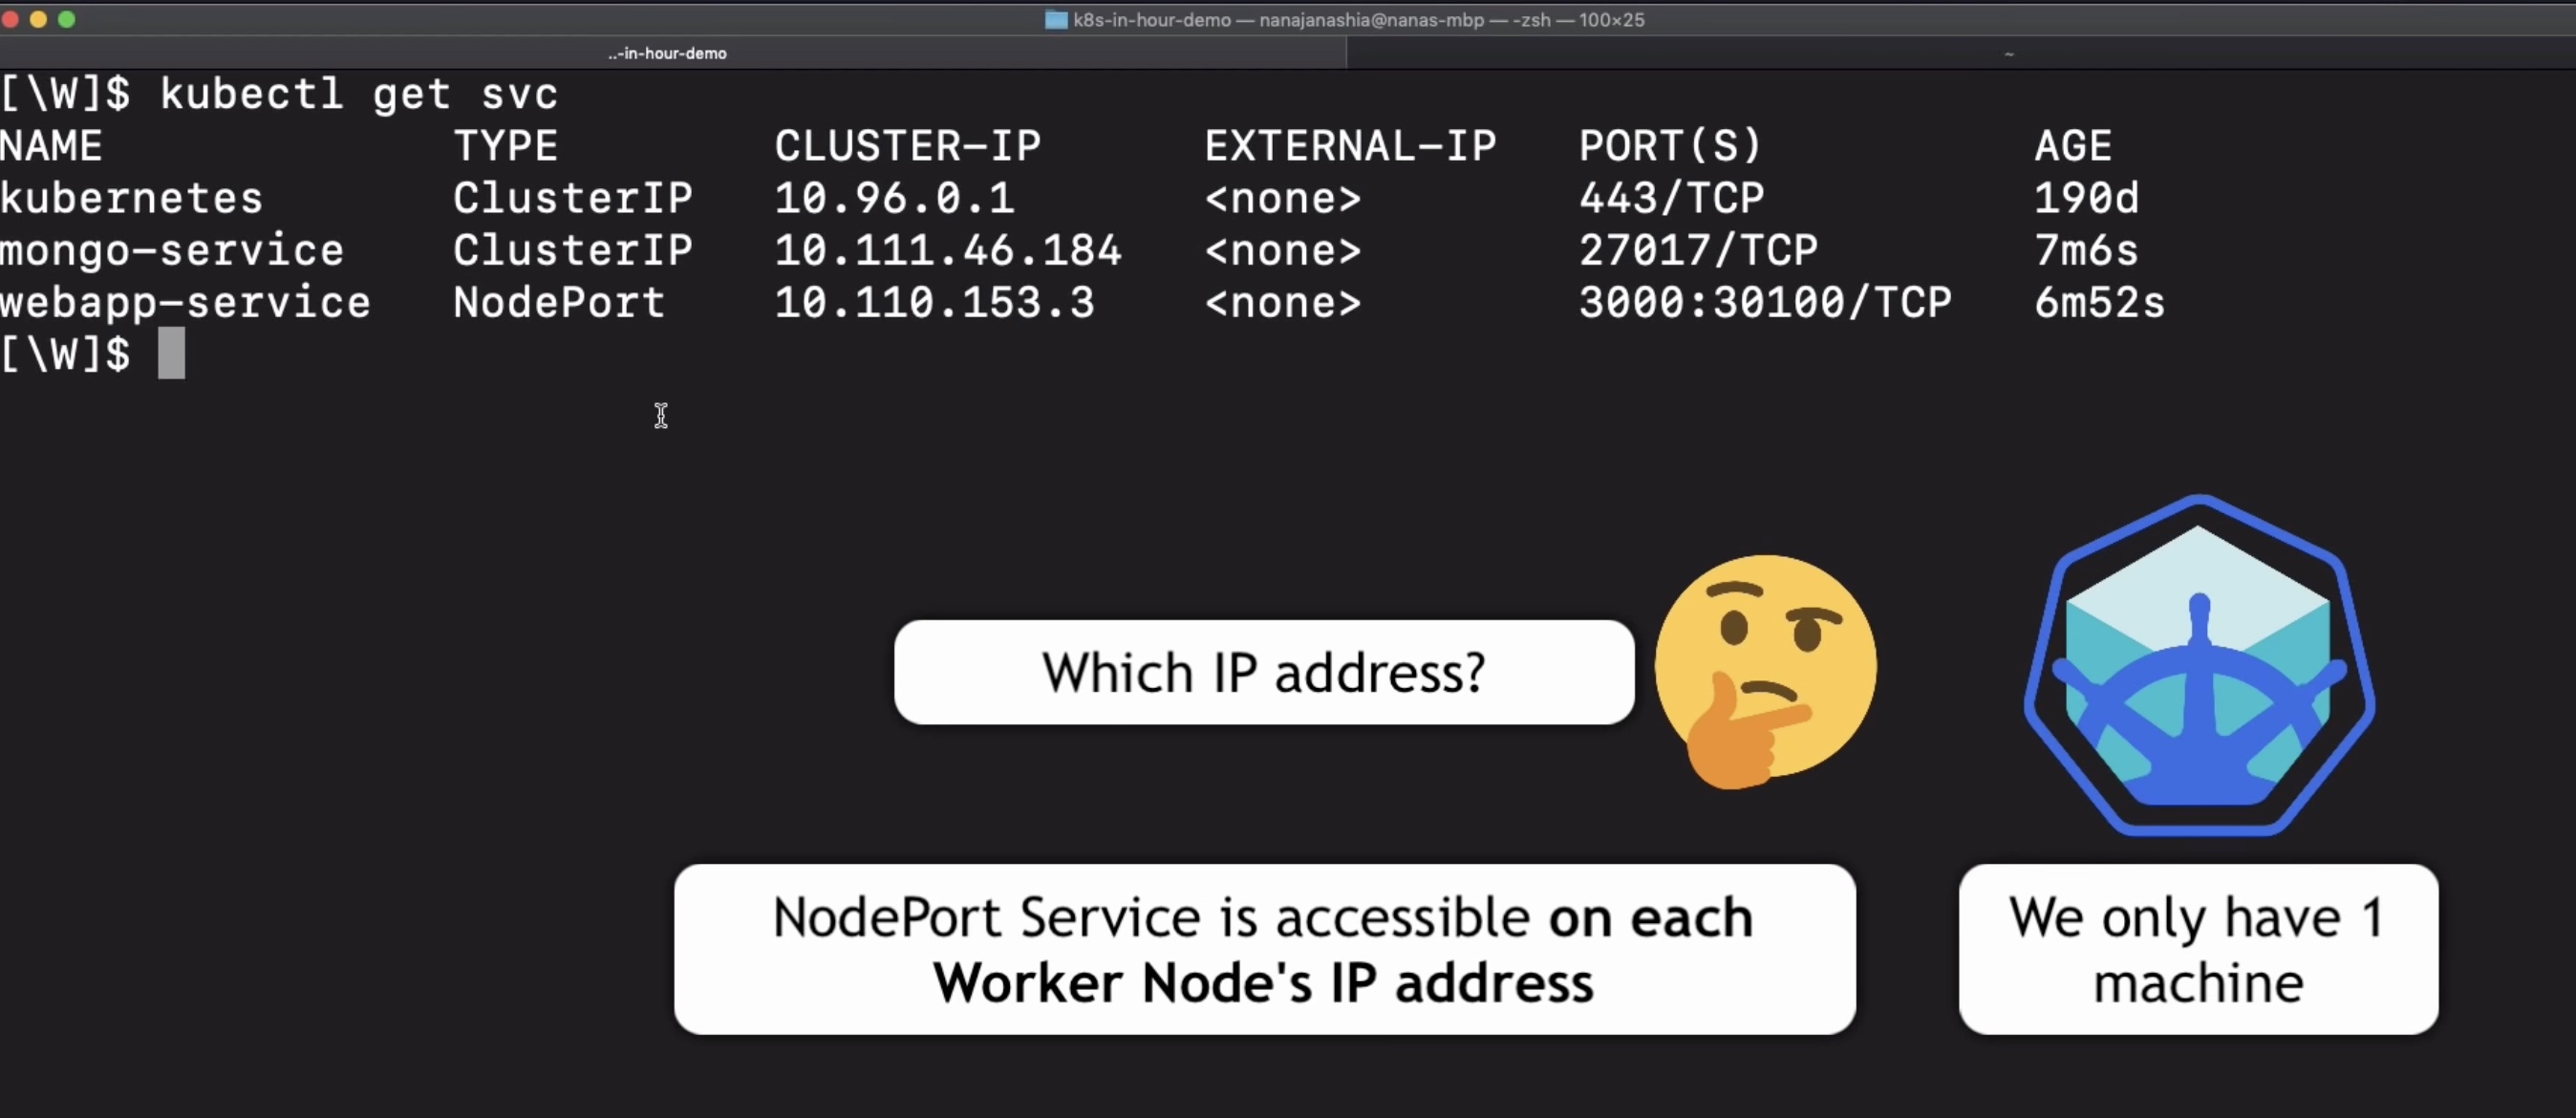 k8s-in-hour-demo — nanajanashia@nanas-mbp — -zsh — 100×25
..-in-hour-demo ~
[\W]$ kubectl get svc
NAME TYPE CLUSTER-IP EXTERNAL-IP PORT(S) AGE
kubernetes ClusterIP 10.96.0.1 <none> 443/TCP 190d
mongo-service ClusterIP 10.111.46.184 <none> 27017/TCP 7m6s
webapp-service NodePort 10.110.153.3 <none> 3000:30100/TCP 6m52s
[\W]$
Which IP address?
NodePort Service is accessible on each
Worker Node's IP address
We only have 1
machine